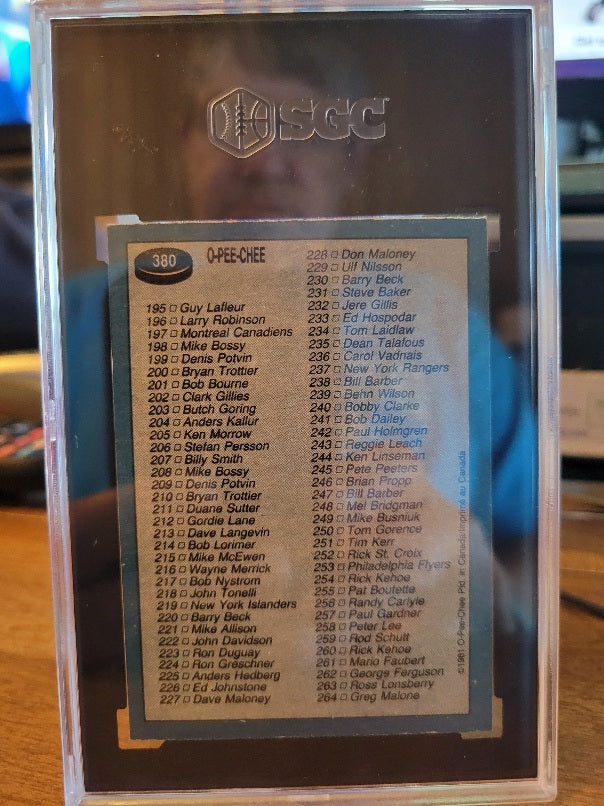 SGC
380
O-PEE-CHEE
195 Guy Lafleur
196 Larry Robinson
197 Montreal Canadiens
198 Mike Bossy
199 Denis Potvin
200 Bryan Trottier
201 Bob Bourne
202 Clark Gillies
203 Butch Goring
204 Anders Kallur
205 Ken Morrow
206 Stefan Persson
207 Billy Smith
208 Mike Bossy
209 Denis Potvin
210 Bryan Trottier
211 Duane Sutter
212 Gordie Lane
213 Dave Langevin
214 Bob Lorimer
215 Mike McEwen
216 Wayne Merrick
217 Bob Nystrom
218 John Tonelli
219 New York Islanders
220 Barry Beck
221 Mike Allison
222 John Davidson
223 Ron Duguay
224 Ron Greschner
225 Anders Hedberg
226 Ed Johnstone
227 Dave Maloney
228 Don Maloney
229 Ulf Nilsson
230 Barry Beck
231 Steve Baker
232 Jere Gillis
233 Ed Hospodar
234 Tom Laidlaw
235 Dean Talafous
236 Carol Vadnais
237 New York Rangers
238 Bill Barber
239 Behn Wilson
240 Bobby Clarke
241 Bob Dailey
242 Paul Holmgren
243 Reggie Leach
244 Ken Linseman
245 Pete Peeters
246 Brian Propp
247 Bill Barber
248 Mel Bridgman
249 Mike Busniuk
250 Tom Gorence
251 Tim Kerr
252 Rick St. Croix
253 Philadelphia Flyers
254 Rick Kehoe
255 Pat Boutette
256 Randy Carlyle
257 Paul Gardner
258 Peter Lee
259 Rod Schutt
260 Rick Kehoe
261 Mario Faubert
262 George Ferguson
263 Ross Lonsberry
264 Greg Malone
©1981 O-Pee-Chee Ptd. in Canada/Imprimé au Canada